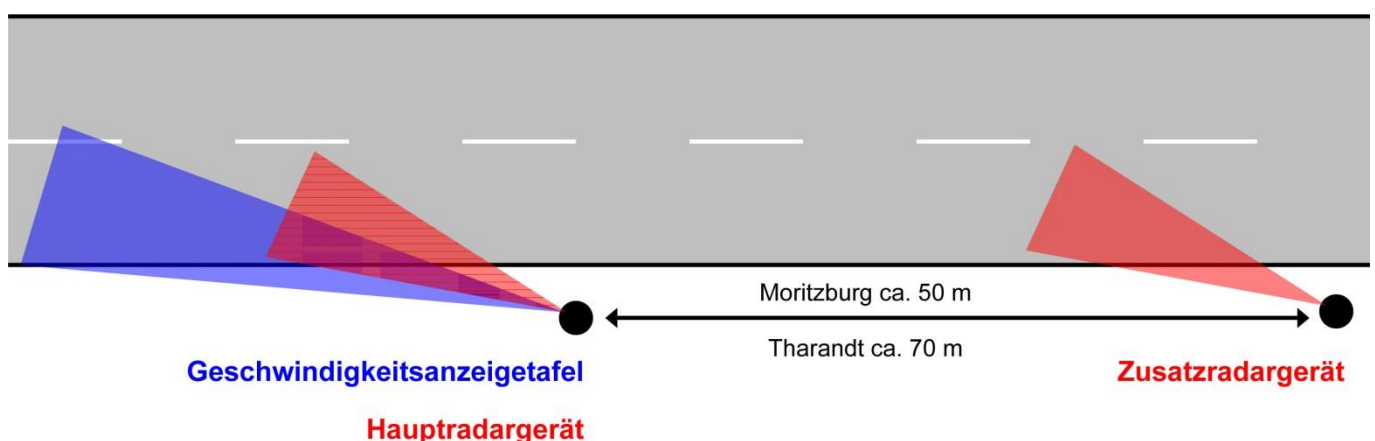 Moritzburg ca. 50 m
Tharandt ca. 70 m
Geschwindigkeitsanzeigetafel
Zusatzradargerät
Hauptradargerät